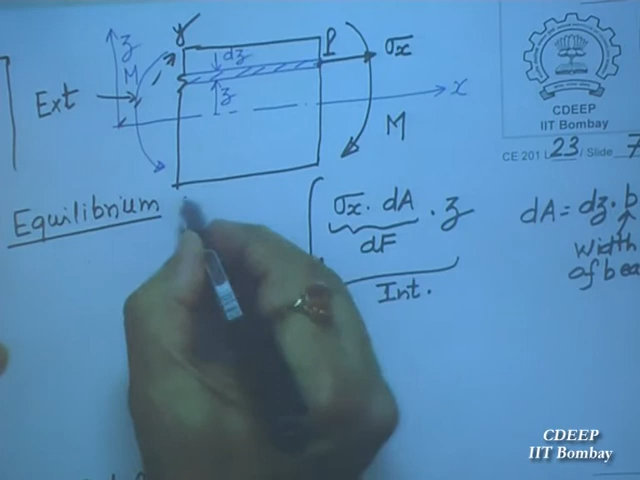 z
M
dz
z
P
σx
x
M
Ext
CDEEP
IIT Bombay
CE 201 L 23 / Slide 7
Equilibrium
∫ σx · dA · z
dF
Int.
dA = dz · b
width
of bea
CDEEP
IIT Bombay